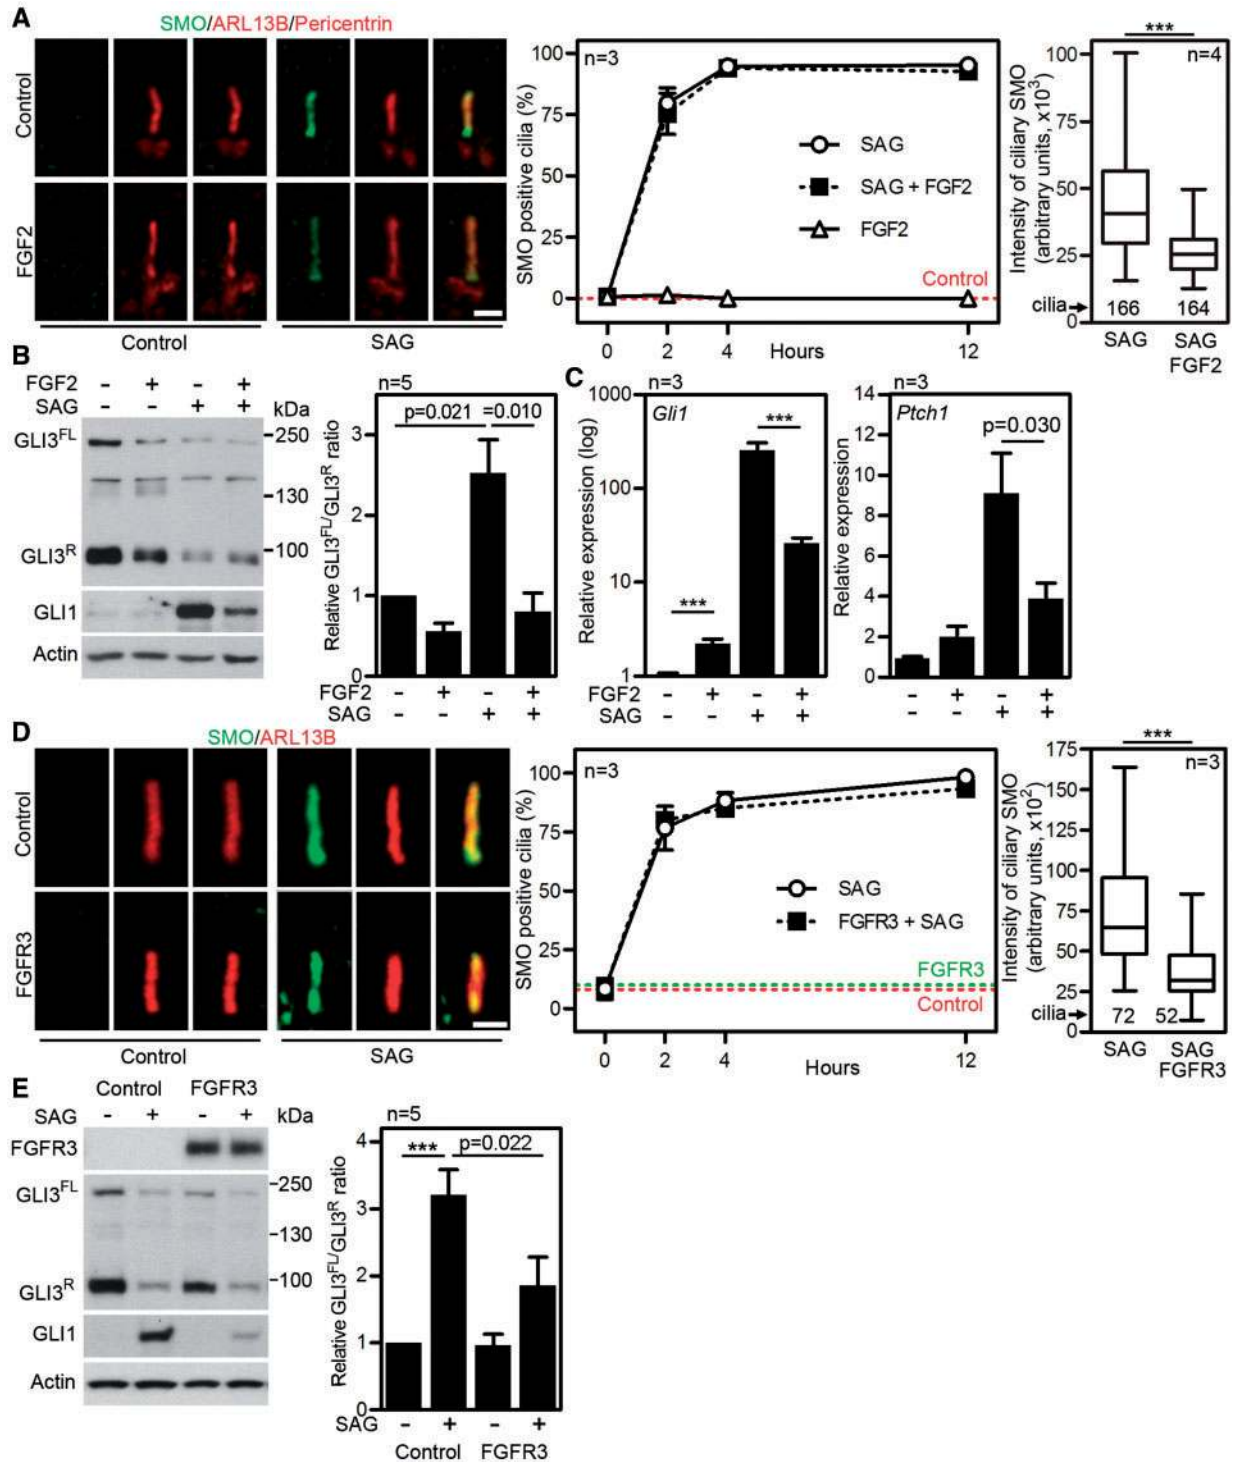 A
SMO/ARL13B/Pericentrin
Control
FGF2
Control
SAG
SMO positive cilia (%)
100
75
50
25
0
n=3
SAG
SAG + FGF2
FGF2
Control
0
2
4
Hours
12
Intensity of ciliary SMO
(arbitrary units, x10³)
100
75
50
25
0
***
n=4
cilia
166
164
SAG
SAG
FGF2
B
FGF2 - + - +
SAG - - + + kDa
GLI3FL
250
130
GLI3R
100
GLI1
Actin
n=5
Relative GLI3FL/GLI3R ratio
3
2
1
0
p=0.021 =0.010
FGF2 - + - +
SAG - - + +
C
n=3
Gli1
Relative expression (log)
1000
100
10
1
***
***
FGF2 - + - +
SAG - - + +
n=3
Ptch1
Relative expression
14
12
10
8
6
4
2
0
p=0.030
- + - +
- - + +
D
SMO/ARL13B
Control
FGFR3
Control
SAG
SMO positive cilia (%)
100
75
50
25
0
n=3
SAG
FGFR3 + SAG
FGFR3
Control
0
2
4
Hours
12
Intensity of ciliary SMO
(arbitrary units, x10²)
175
150
125
100
75
50
25
0
***
n=3
cilia
72
52
SAG
SAG
FGFR3
E
Control FGFR3
SAG - + - + kDa
FGFR3
GLI3FL
250
130
GLI3R
100
GLI1
Actin
n=5
Relative GLI3FL/GLI3R ratio
4
3
2
1
0
*** p=0.022
SAG - + - +
Control FGFR3